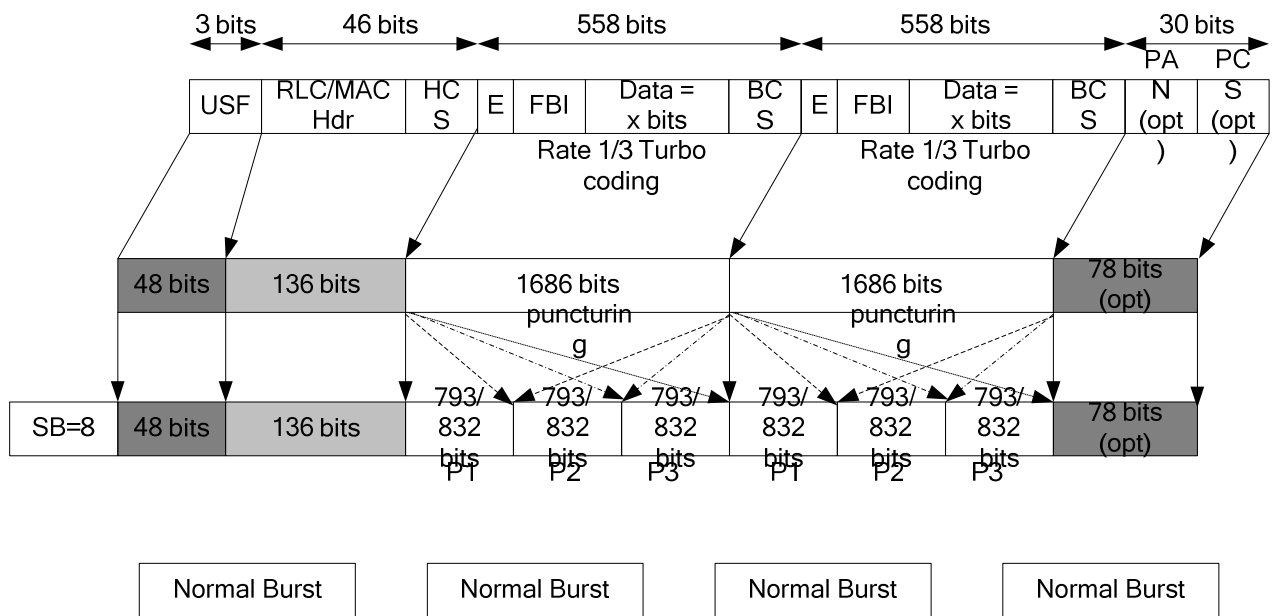 3 bits
46 bits
558 bits
558 bits
30 bits
USF
RLC/MAC
Hdr
HC
S
E
FBI
Data =
x bits
BC
S
E
FBI
Data =
x bits
BC
S
PA
N
(opt
)
PC
S
(opt
)
Rate 1/3 Turbo
coding
Rate 1/3 Turbo
coding
48 bits
136 bits
1686 bits
puncturin
g
1686 bits
puncturin
g
78 bits
(opt)
SB=8
48 bits
136 bits
793/
832
bits
P1
793/
832
bits
P2
793/
832
bits
P3
793/
832
bits
P1
793/
832
bits
P2
793/
832
bits
P3
78 bits
(opt)
Normal Burst
Normal Burst
Normal Burst
Normal Burst